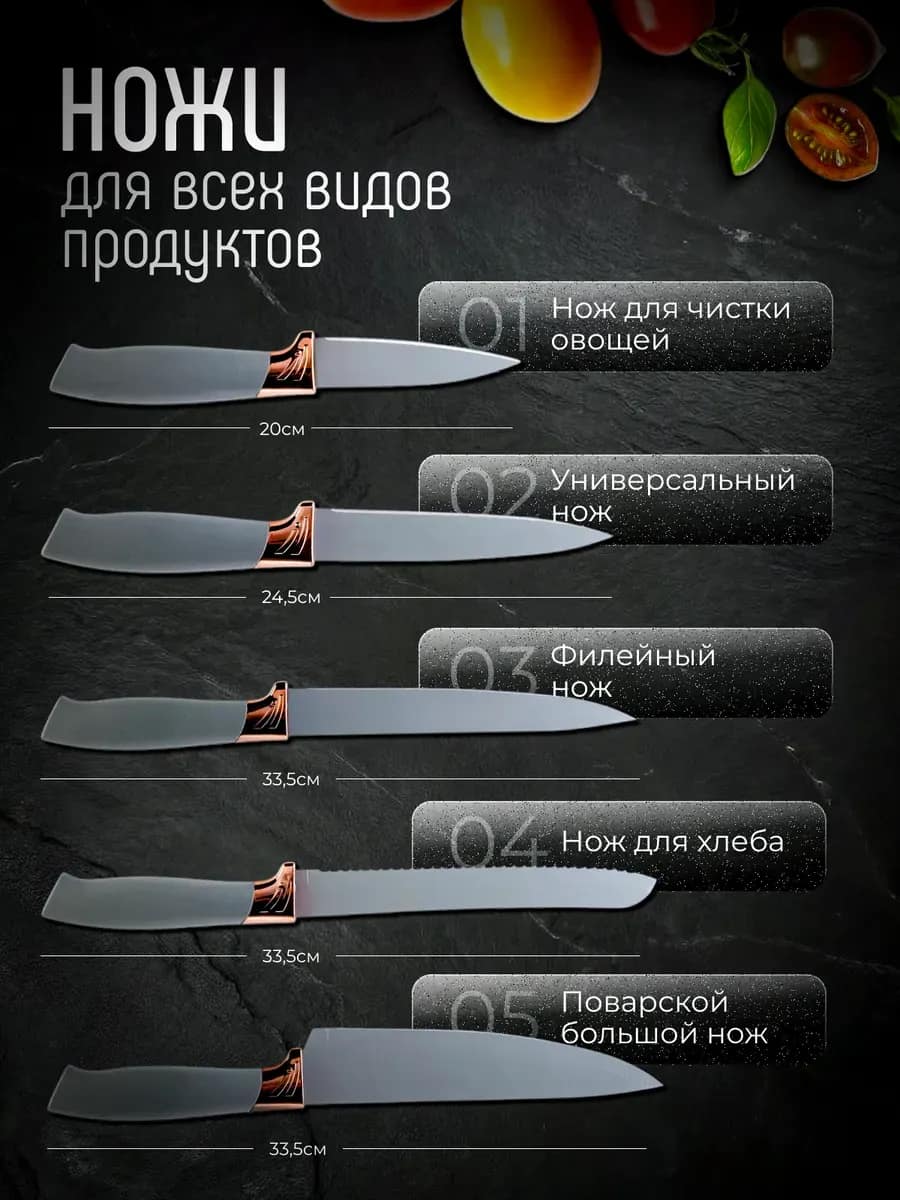 НОЖИ
для всех видов
продуктов
01
Нож для чистки
овощей
20см
02
Универсальный
нож
24,5см
03
Филейный
нож
33,5см
04
Нож для хлеба
33,5см
05
Поварской
большой нож
33,5см